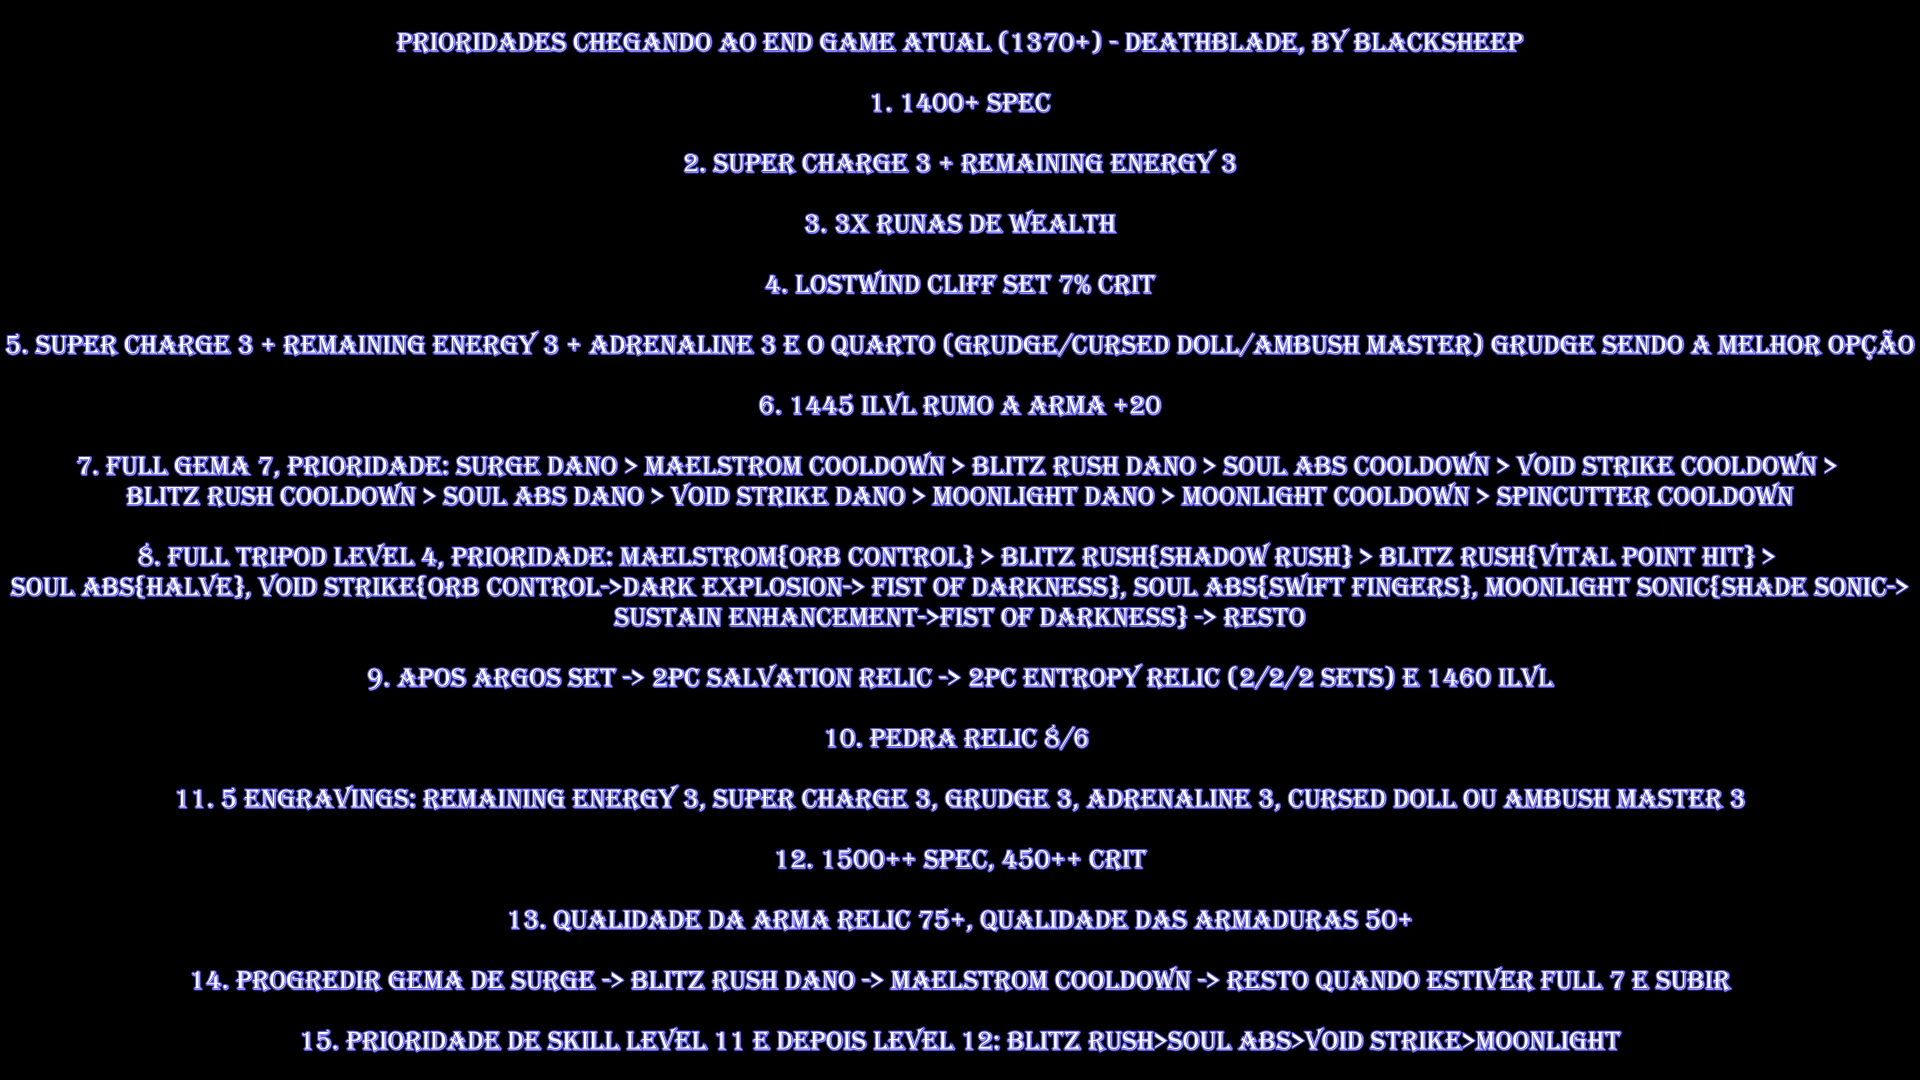 PRIORIDADES CHEGANDO AO END GAME ATUAL (1370+) - DEATHBLADE, BY BLACKSHEEP
1. 1400+ SPEC
2. SUPER CHARGE 3 + REMAINING ENERGY 3
3. 3X RUNAS DE WEALTH
4. LOSTWIND CLIFF SET 7% CRIT
5. SUPER CHARGE 3 + REMAINING ENERGY 3 + ADRENALINE 3 E O QUARTO (GRUDGE/CURSED DOLL/AMBUSH MASTER) GRUDGE SENDO A MELHOR OPÇÃO
6. 1445 ILVL RUMO A ARMA +20
7. FULL GEMA 7, PRIORIDADE: SURGE DANO > MAELSTROM COOLDOWN > BLITZ RUSH DANO > SOUL ABS COOLDOWN > VOID STRIKE COOLDOWN >
BLITZ RUSH COOLDOWN > SOUL ABS DANO > VOID STRIKE DANO > MOONLIGHT DANO > MOONLIGHT COOLDOWN > SPINCUTTER COOLDOWN
8. FULL TRIPOD LEVEL 4, PRIORIDADE: MAELSTROM{ORB CONTROL} > BLITZ RUSH{SHADOW RUSH} > BLITZ RUSH{VITAL POINT HIT} >
SOUL ABS{HALVE}, VOID STRIKE{ORB CONTROL->DARK EXPLOSION-> FIST OF DARKNESS}, SOUL ABS{SWIFT FINGERS}, MOONLIGHT SONIC{SHADE SONIC->
SUSTAIN ENHANCEMENT->FIST OF DARKNESS} -> RESTO
9. APOS ARGOS SET -> 2PC SALVATION RELIC -> 2PC ENTROPY RELIC (2/2/2 SETS) E 1460 ILVL
10. PEDRA RELIC 8/6
11. 5 ENGRAVINGS: REMAINING ENERGY 3, SUPER CHARGE 3, GRUDGE 3, ADRENALINE 3, CURSED DOLL OU AMBUSH MASTER 3
12. 1500++ SPEC, 450++ CRIT
13. QUALIDADE DA ARMA RELIC 75+, QUALIDADE DAS ARMADURAS 50+
14. PROGREDIR GEMA DE SURGE -> BLITZ RUSH DANO -> MAELSTROM COOLDOWN -> RESTO QUANDO ESTIVER FULL 7 E SUBIR
15. PRIORIDADE DE SKILL LEVEL 11 E DEPOIS LEVEL 12: BLITZ RUSH>SOUL ABS>VOID STRIKE>MOONLIGHT